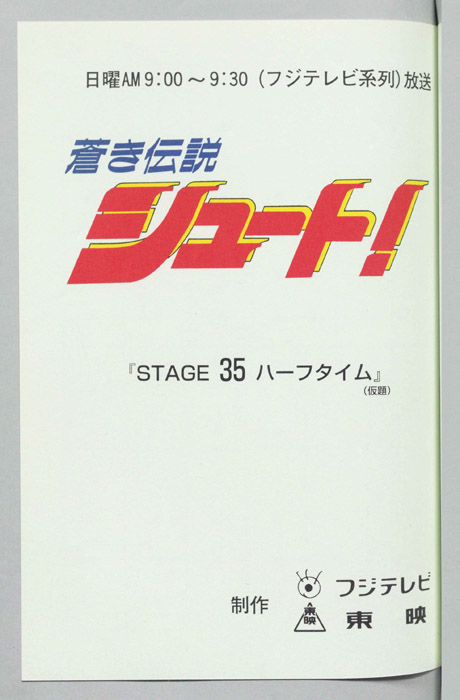 日曜AM9:00～9:30（フジテレビ系列）放送
蒼き伝説
シュート!
『STAGE 35 ハーフタイム』
（仮題）
制作
フジテレビ
東映
東映